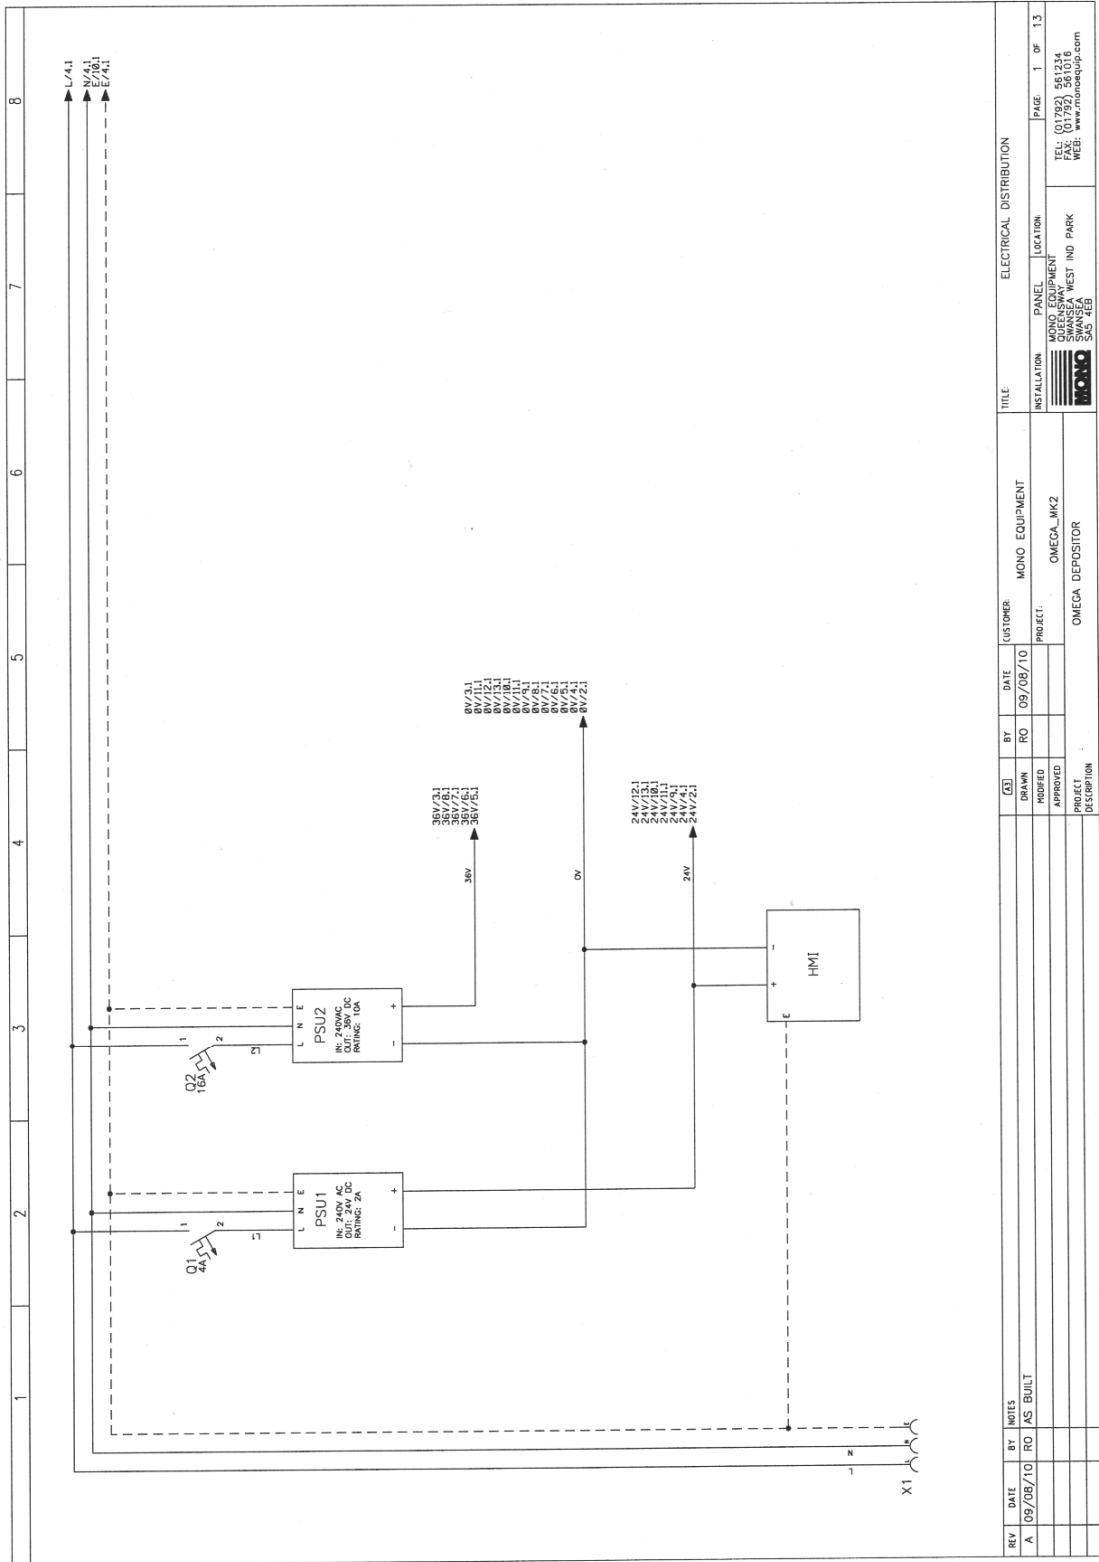 1
2
3
4
5
6
7
8
L/4.1
N/4.1
E/10.1
E/4.1
Q1
4A
1
2
L1
Q2
16A
1
2
L2
L N E
PSU1
IN: 240V AC
OUT: 24V DC
RATING: 2A
- +
L N E
PSU2
IN: 240VAC
OUT: 36V DC
RATING: 10A
- +
36V/3.1
36V/8.1
36V/7.1
36V/6.1
36V/5.1
36V
0V/3.1
0V/11.1
0V/12.1
0V/13.1
0V/10.1
0V/11.1
0V/9.1
0V/8.1
0V/7.1
0V/6.1
0V/5.1
0V/4.1
0V/2.1
0V
24V/12.1
24V/13.1
24V/10.1
24V/11.1
24V/9.1
24V/4.1
24V/2.1
24V
E + -
HMI
L
N
X1
L N E
REV DATE BY NOTES
A 09/08/10 RO AS BUILT
A3 BY DATE
DRAWN RO 09/08/10
MODIFIED
APPROVED
PROJECT DESCRIPTION
OMEGA DEPOSITOR
CUSTOMER: MONO EQUIPMENT
PROJECT: OMEGA_MK2
TITLE: ELECTRICAL DISTRIBUTION
INSTALLATION: PANEL
LOCATION:
PAGE: 1 OF 13
MONO
MONO EQUIPMENT
QUEENSWAY
SWANSEA WEST IND PARK
SWANSEA
SA5 4EB
TEL: (01792) 561234
FAX: (01792) 561016
WEB: www.monoequip.com